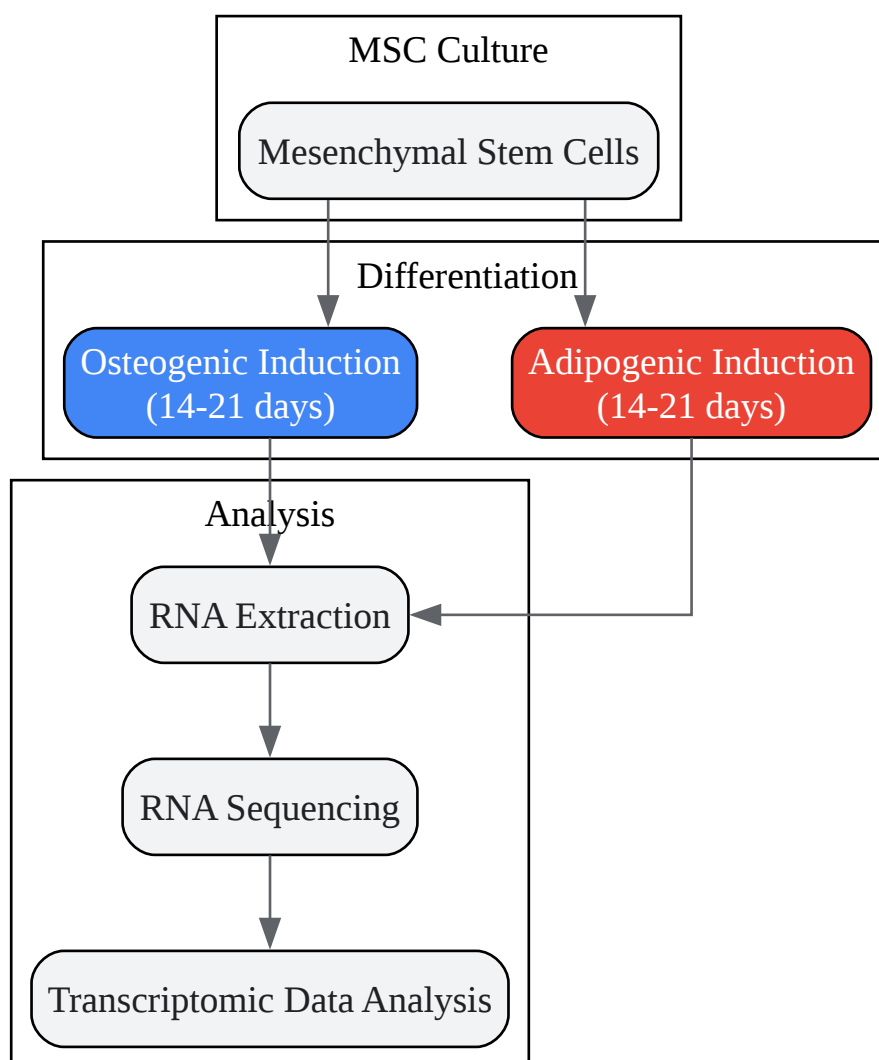 MSC Culture
Mesenchymal Stem Cells
Differentiation
Osteogenic Induction
(14-21 days)
Adipogenic Induction
(14-21 days)
Analysis
RNA Extraction
RNA Sequencing
Transcriptomic Data Analysis